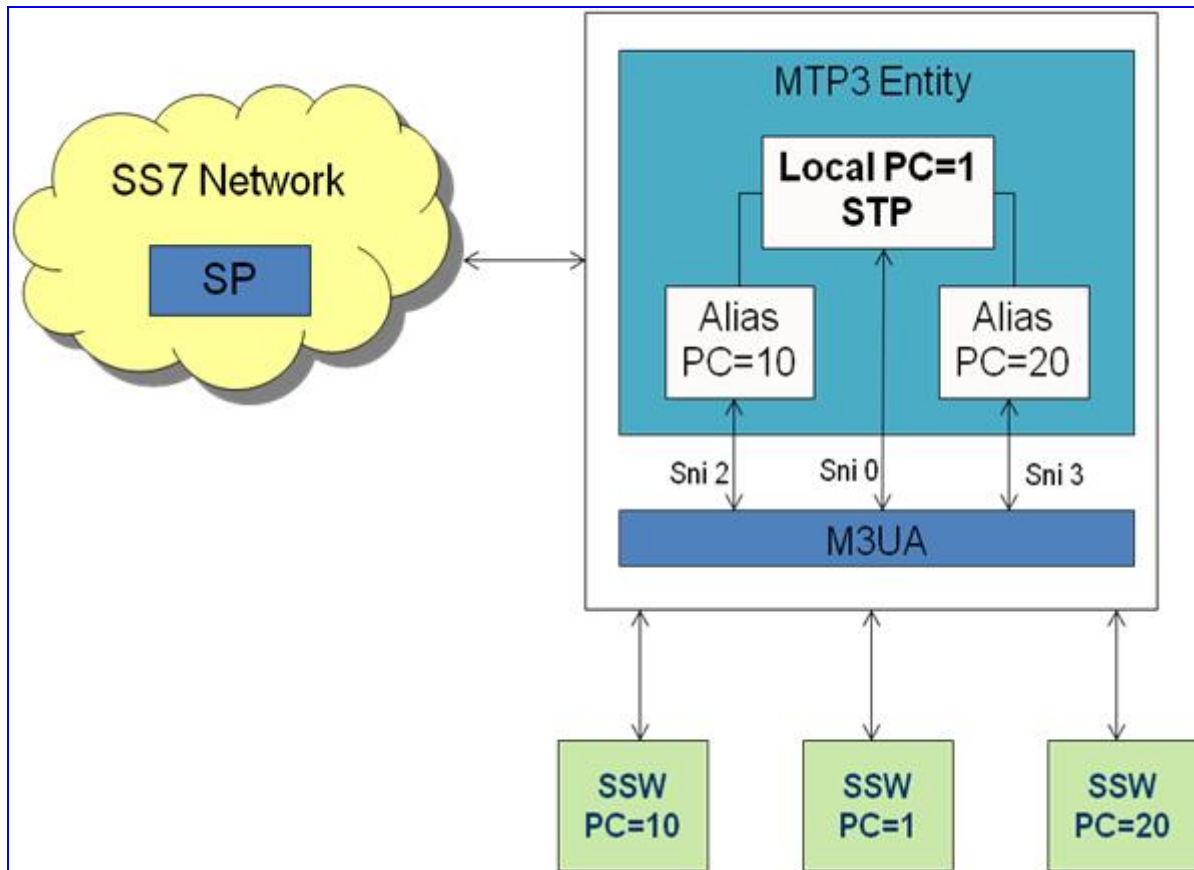 MTP3 Entity
Local PC=1
STP
SS7 Network
SP
Alias
PC=10
Alias
PC=20
Sni 2
Sni 0
Sni 3
M3UA
SSW
PC=10
SSW
PC=1
SSW
PC=20